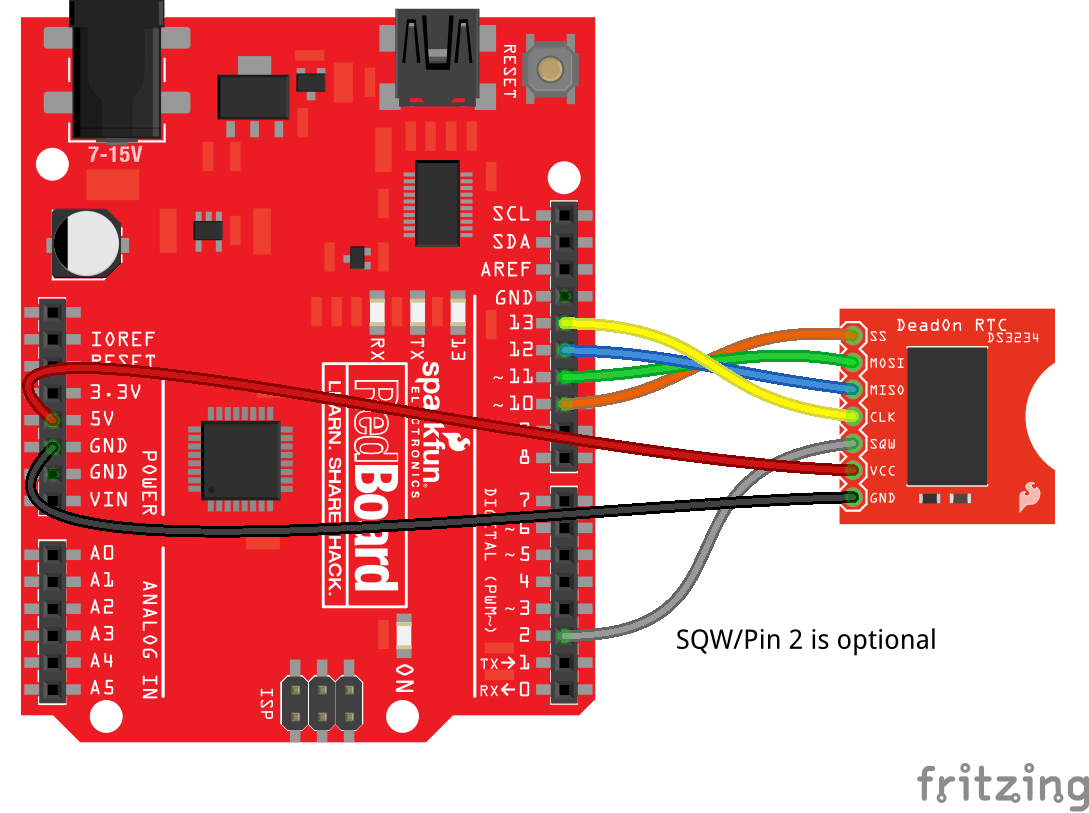 7-15V
RESET
SCL
SDA
AREF
GND
13
12
~11
~10
8
7
~6
~5
4
~3
2
TX→1
RX←0
DIGITAL (PWM~)
IOREF
RESET
3.3V
5V
GND
GND
VIN
POWER
A0
A1
A2
A3
A4
A5
ANALOG IN
RX
TX
13
sparkfun
ELECTRONICS
RedBoard
LEARN. SHARE. HACK.
ON
ISP
DeadOn RTC
DS3234
SS
MOSI
MISO
CLK
SQW
VCC
GND
SQW/Pin 2 is optional
fritzing